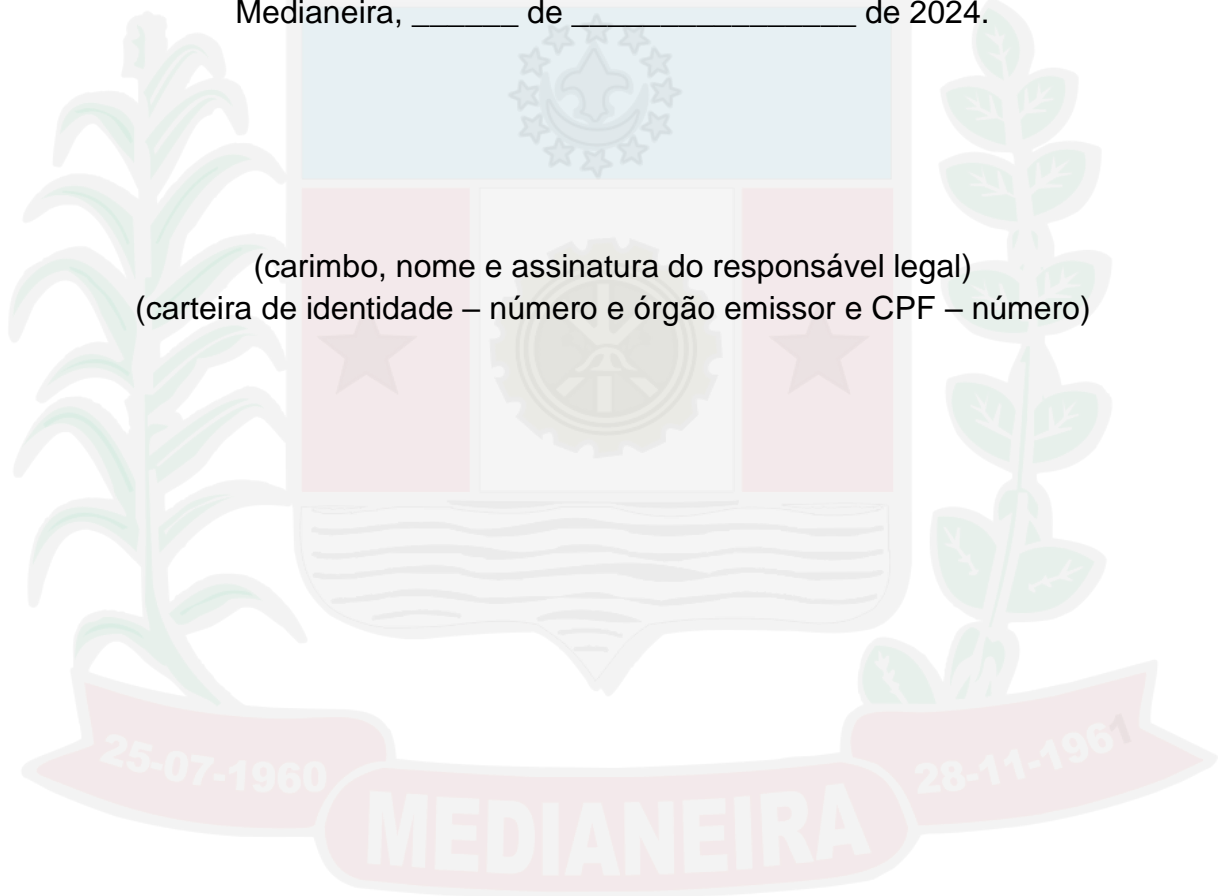 Medianeira, ______ de ________________ de 2024.
(carimbo, nome e assinatura do responsável legal)
(carteira de identidade – número e órgão emissor e CPF – número)
25-07-1960
28-11-1961
MEDIANEIRA